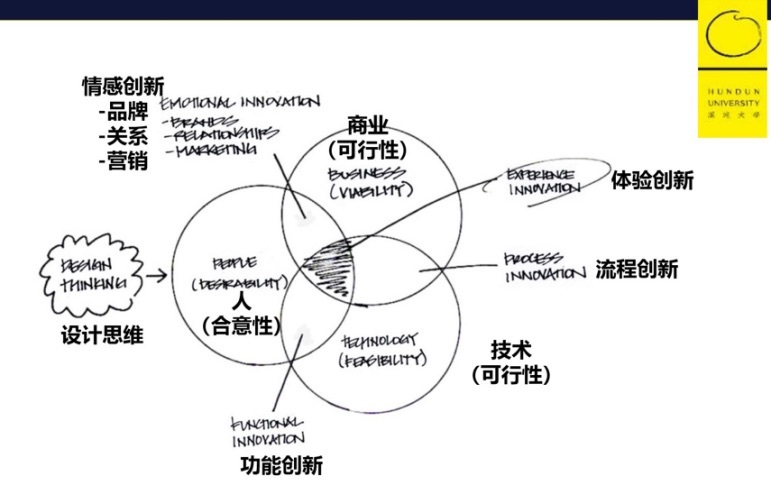 HUNDUN
UNIVERSITY
混沌大学
情感创新
-品牌
-关系
-营销
EMOTIONAL INNOVATION
-BRANDS
-RELATIONSHIPS
-MARKETING
商业
(可行性)
BUSINESS
(VIABILITY)
EXPERIENCE
INNOVATION
体验创新
DESIGN
THINKING
设计思维
PEOPLE
(DESIRABILITY)
人
(合意性)
PROCESS
INNOVATION
流程创新
TECHNOLOGY
(FEASIBILITY)
技术
(可行性)
FUNCTIONAL
INNOVATION
功能创新